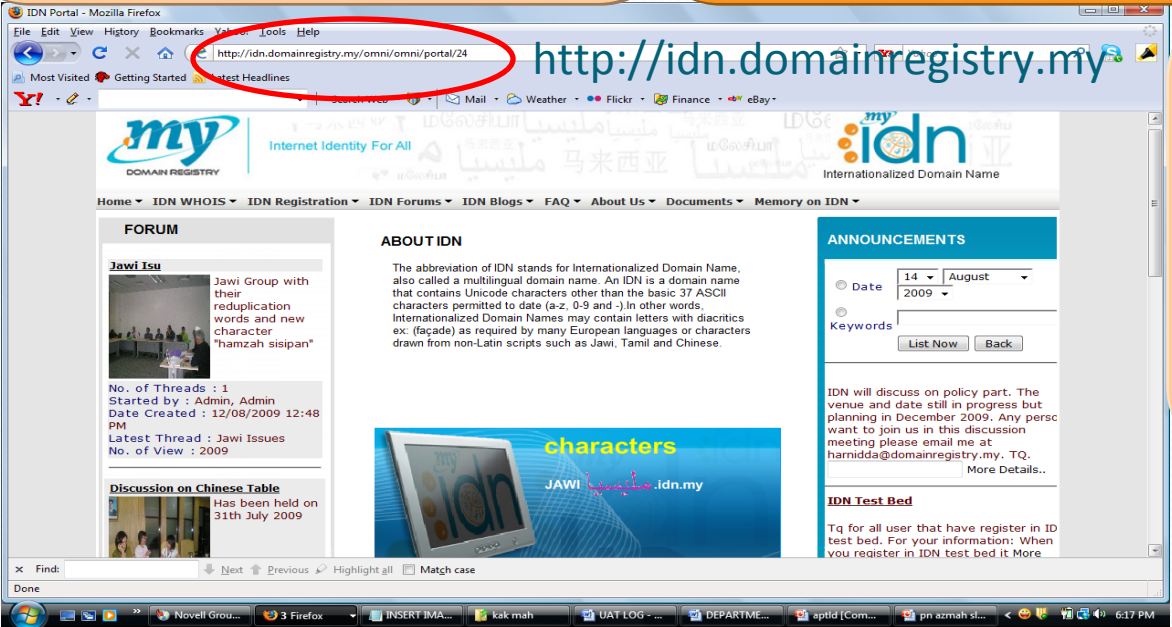 IDN Portal - Mozilla Firefox
File Edit View History Bookmarks Yahoo! Tools Help
http://idn.domainregistry.my/omni/omni/portal/24
http://idn.domainregistry.my
Most Visited Getting Started Latest Headlines
Y! Search Web Mail Weather Flickr Finance eBay
my
DOMAIN REGISTRY
Internet Identity For All
马来西亚
my
idn
Internationalized Domain Name
Home IDN WHOIS IDN Registration IDN Forums IDN Blogs FAQ About Us Documents Memory on IDN
FORUM
Jawi Isu
Jawi Group with
their
reduplication
words and new
character
"hamzah sisipan"
No. of Threads : 1
Started by : Admin, Admin
Date Created : 12/08/2009 12:48
PM
Latest Thread : Jawi Issues
No. of View : 2009
Discussion on Chinese Table
Has been held on
31th July 2009
ABOUT IDN
The abbreviation of IDN stands for Internationalized Domain Name,
also called a multilingual domain name. An IDN is a domain name
that contains Unicode characters other than the basic 37 ASCII
characters permitted to date (a-z, 0-9 and -).In other words,
Internationalized Domain Names may contain letters with diacritics
ex: (façade) as required by many European languages or characters
drawn from non-Latin scripts such as Jawi, Tamil and Chinese.
characters
JAWI مليسيا.idn.my
my
idn
ANNOUNCEMENTS
Date 14 August
2009
Keywords
List Now Back
IDN will discuss on policy part. The
venue and date still in progress but
planning in December 2009. Any perso
want to join us in this discussion
meeting please email me at
harnidda@domainregistry.my. TQ.
More Details..
IDN Test Bed
Tq for all user that have register in ID
test bed. For your information: When
you register in IDN test bed it More
Find: Next Previous Highlight all Match case
Done
Novell Grou... 3 Firefox INSERT IMA... kak mah UAT LOG - ... DEPARTME... aptld [Com... pn azmah sl... 6:17 PM